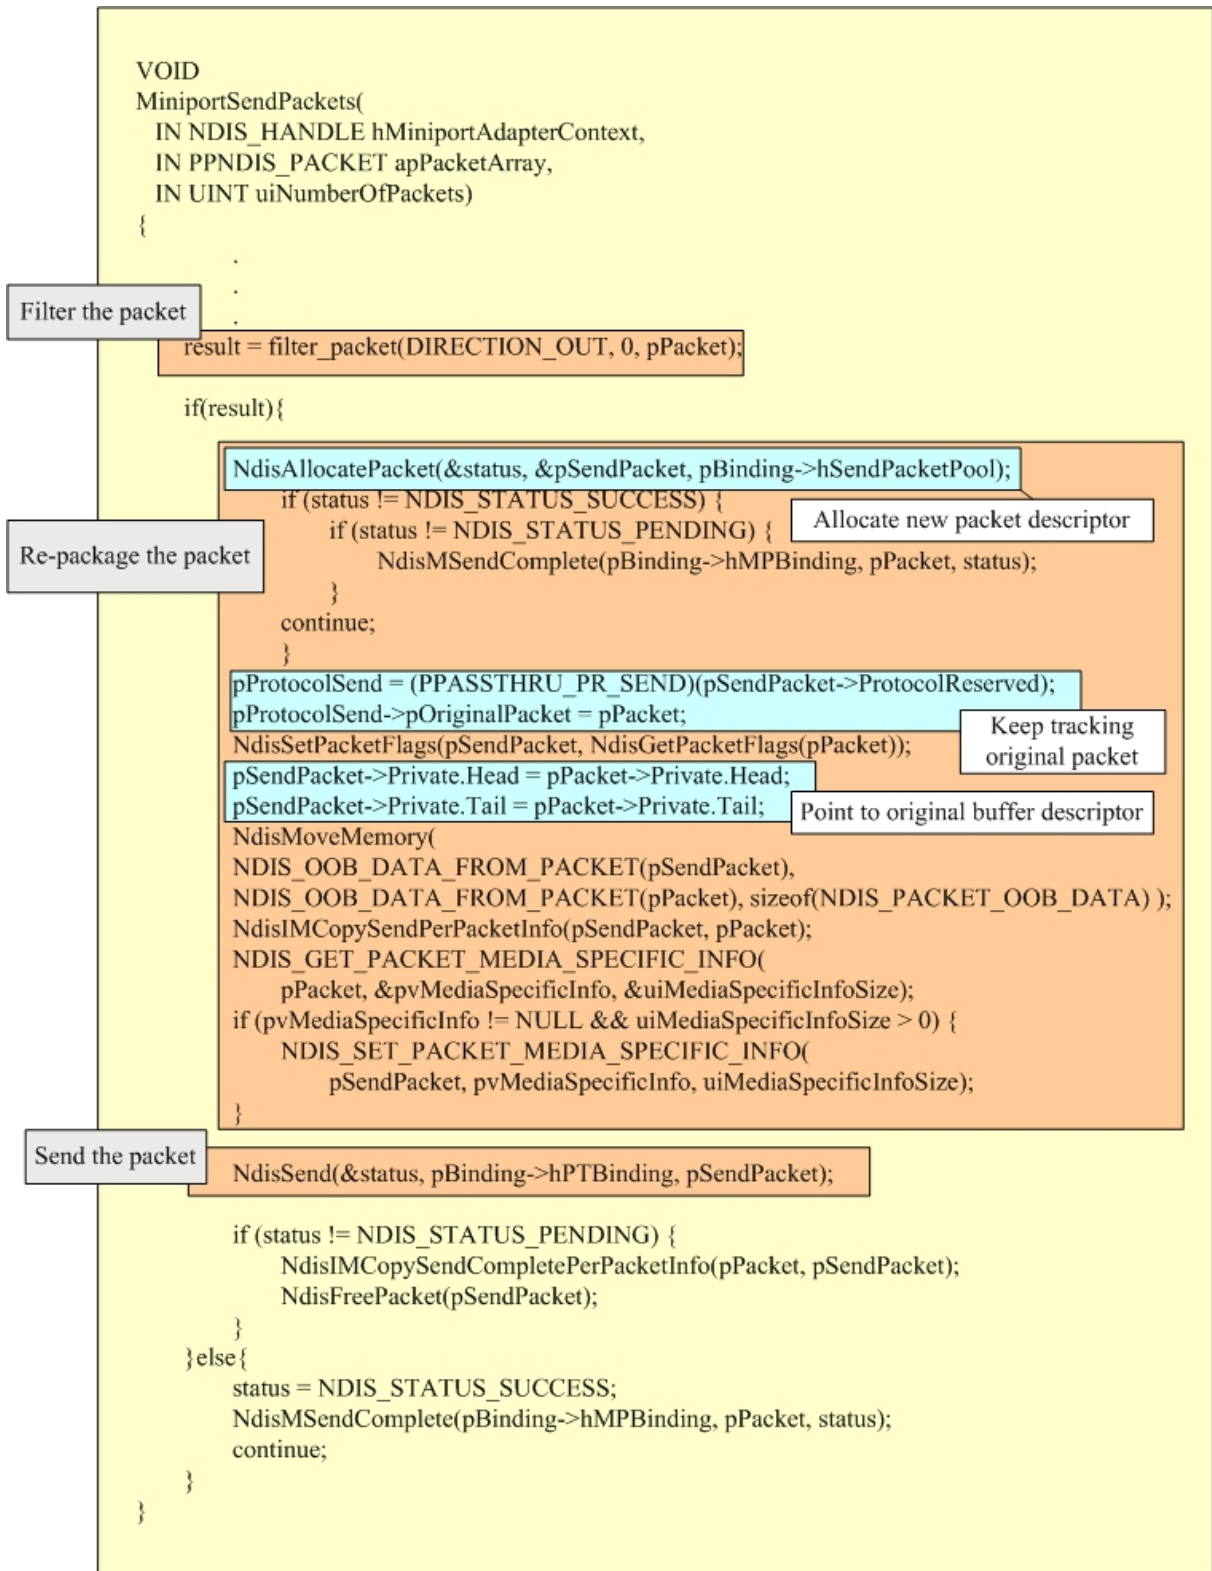 VOID
MiniportSendPackets(
IN NDIS_HANDLE hMiniportAdapterContext,
IN PPNDIS_PACKET apPacketArray,
IN UINT uiNumberOfPackets)
{
.
.
.
Filter the packet
result = filter_packet(DIRECTION_OUT, 0, pPacket);
if(result){
NdisAllocatePacket(&status, &pSendPacket, pBinding->hSendPacketPool);
if (status != NDIS_STATUS_SUCCESS) {
Allocate new packet descriptor
if (status != NDIS_STATUS_PENDING) {
Re-package the packet
NdisMSendComplete(pBinding->hMPBinding, pPacket, status);
}
continue;
}
pProtocolSend = (PPASSTHRU_PR_SEND)(pSendPacket->ProtocolReserved);
pProtocolSend->pOriginalPacket = pPacket;
Keep tracking
original packet
NdisSetPacketFlags(pSendPacket, NdisGetPacketFlags(pPacket));
pSendPacket->Private.Head = pPacket->Private.Head;
pSendPacket->Private.Tail = pPacket->Private.Tail;
Point to original buffer descriptor
NdisMoveMemory(
NDIS_OOB_DATA_FROM_PACKET(pSendPacket),
NDIS_OOB_DATA_FROM_PACKET(pPacket), sizeof(NDIS_PACKET_OOB_DATA) );
NdisIMCopySendPerPacketInfo(pSendPacket, pPacket);
NDIS_GET_PACKET_MEDIA_SPECIFIC_INFO(
pPacket, &pvMediaSpecificInfo, &uiMediaSpecificInfoSize);
if (pvMediaSpecificInfo != NULL && uiMediaSpecificInfoSize > 0) {
NDIS_SET_PACKET_MEDIA_SPECIFIC_INFO(
pSendPacket, pvMediaSpecificInfo, uiMediaSpecificInfoSize);
}
Send the packet
NdisSend(&status, pBinding->hPTBinding, pSendPacket);
if (status != NDIS_STATUS_PENDING) {
NdisIMCopySendCompletePerPacketInfo(pPacket, pSendPacket);
NdisFreePacket(pSendPacket);
}
}else{
status = NDIS_STATUS_SUCCESS;
NdisMSendComplete(pBinding->hMPBinding, pPacket, status);
continue;
}
}